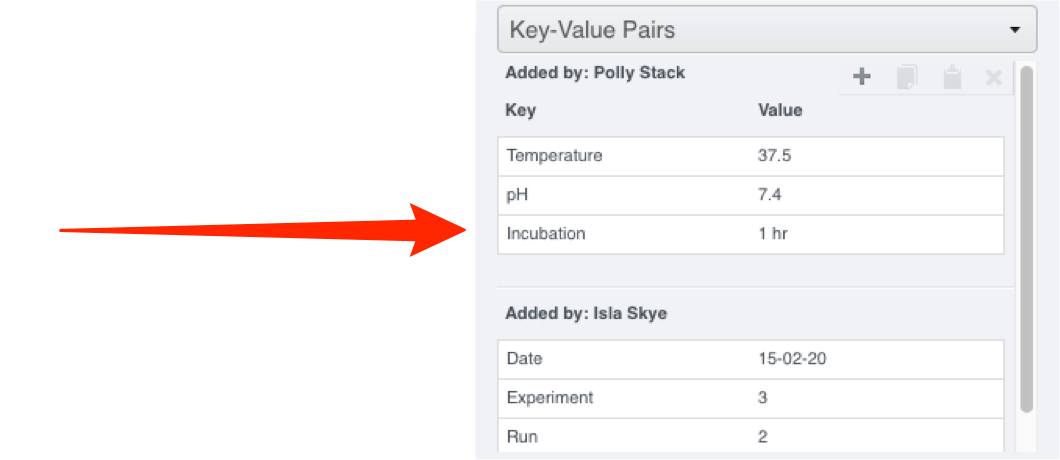 Key-Value Pairs
Added by: Polly Stack
Key Value
Temperature 37.5
pH 7.4
Incubation 1 hr
Added by: Isla Skye
Date 15-02-20
Experiment 3
Run 2